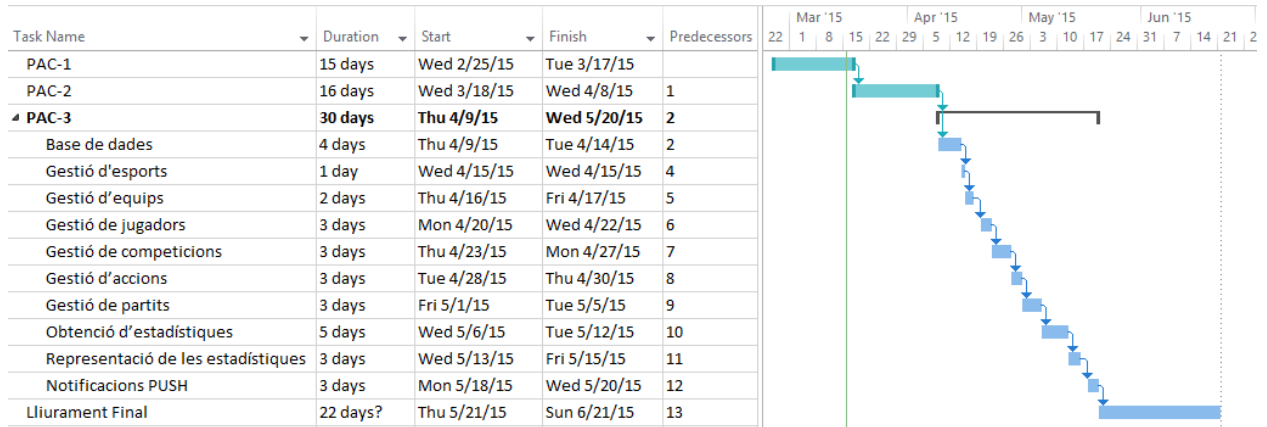 Mar '15 Apr '15 May '15 Jun '15
Task Name Duration Start Finish Predecessors 22 1 8 15 22 29 5 12 19 26 3 10 17 24 31 7 14 21 2
PAC-1 15 days Wed 2/25/15 Tue 3/17/15
PAC-2 16 days Wed 3/18/15 Wed 4/8/15 1
PAC-3 30 days Thu 4/9/15 Wed 5/20/15 2
Base de dades 4 days Thu 4/9/15 Tue 4/14/15 2
Gestió d'esports 1 day Wed 4/15/15 Wed 4/15/15 4
Gestió d’equips 2 days Thu 4/16/15 Fri 4/17/15 5
Gestió de jugadors 3 days Mon 4/20/15 Wed 4/22/15 6
Gestió de competicions 3 days Thu 4/23/15 Mon 4/27/15 7
Gestió d’accions 3 days Tue 4/28/15 Thu 4/30/15 8
Gestió de partits 3 days Fri 5/1/15 Tue 5/5/15 9
Obtenció d’estadístiques 5 days Wed 5/6/15 Tue 5/12/15 10
Representació de les estadístiques 3 days Wed 5/13/15 Fri 5/15/15 11
Notificacions PUSH 3 days Mon 5/18/15 Wed 5/20/15 12
Lliurament Final 22 days? Thu 5/21/15 Sun 6/21/15 13